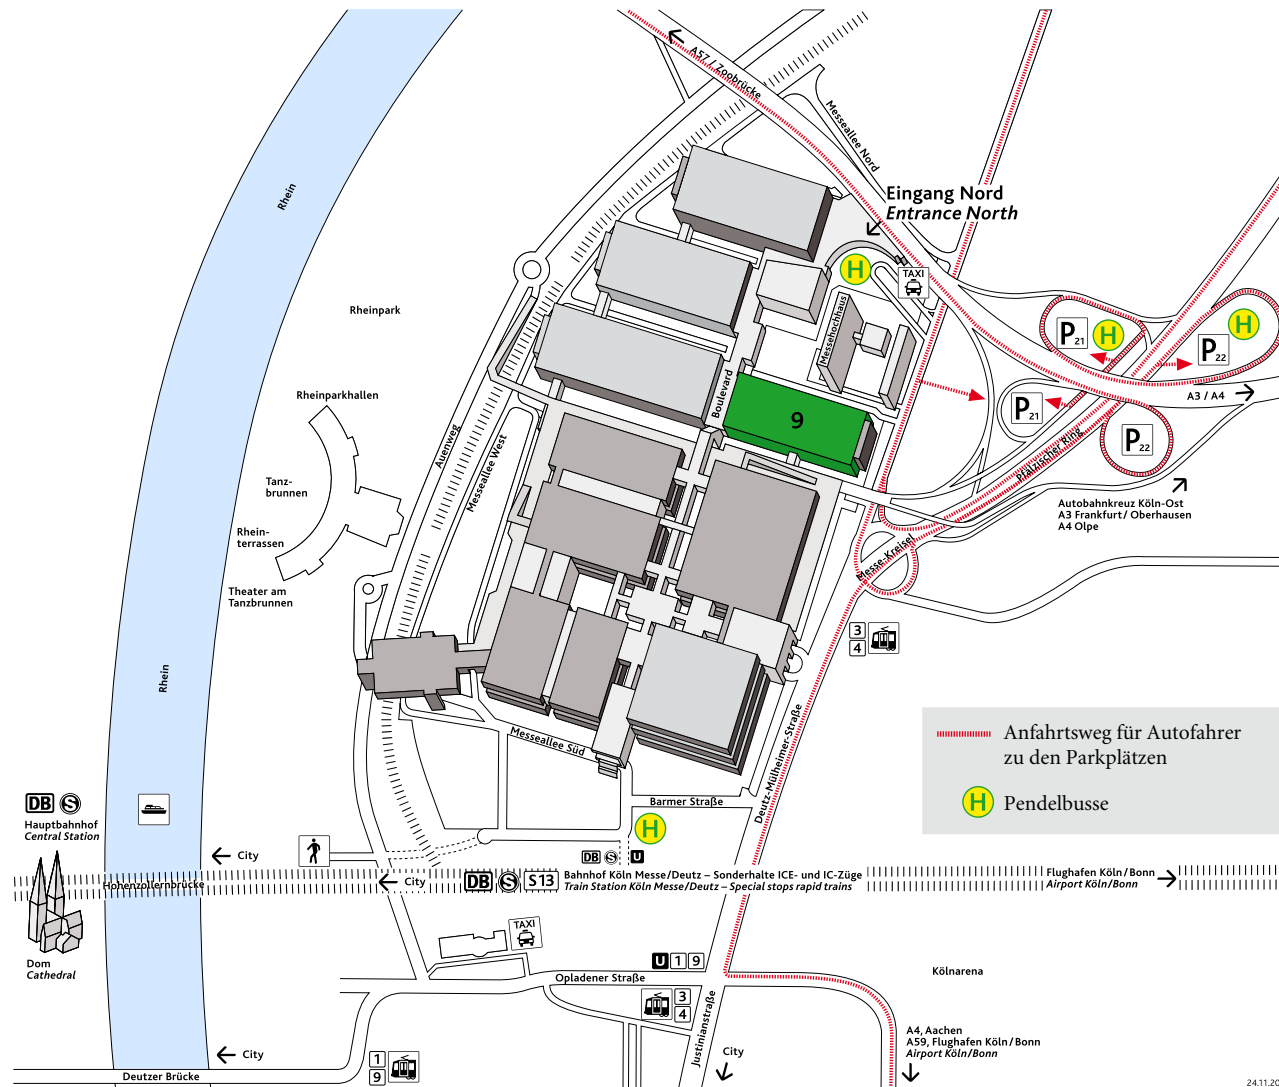 A57 / Zoobrücke
Messeallee Nord
Eingang Nord
Entrance North
H
TAXI
Rhein
Rheinpark
Messehochhaus
P21
H
H
P22
A3 / A4
Boulevard
9
P21
P22
Pfälzischer Ring
Rheinparkhallen
Auenweg
Messeallee West
Tanz-
brunnen
Rhein-
terrassen
Theater am
Tanzbrunnen
Autobahnkreuz Köln-Ost
A3 Frankfurt / Oberhausen
A4 Olpe
Messe-Kreisel
3
4
Rhein
Messeallee Süd
Deutz-Mülheimer-Straße
Anfahrtsweg für Autofahrer
zu den Parkplätzen
H Pendelbusse
Barmer Straße
H
DB S
Hauptbahnhof
Central Station
City
DB S U
Hohenzollernbrücke
City
DB S S 13
Bahnhof Köln Messe/Deutz – Sonderhalte ICE- und IC-Züge
Train Station Köln Messe/Deutz – Special stops rapid trains
Flughafen Köln/Bonn
Airport Köln/Bonn
Dom
Cathedral
TAXI
U 1 9
Opladener Straße
Kölnarena
3
4
Justinianstraße
City
City
A4, Aachen
A59, Flughafen Köln/Bonn
Airport Köln/Bonn
1
9
Deutzer Brücke
24.11.20